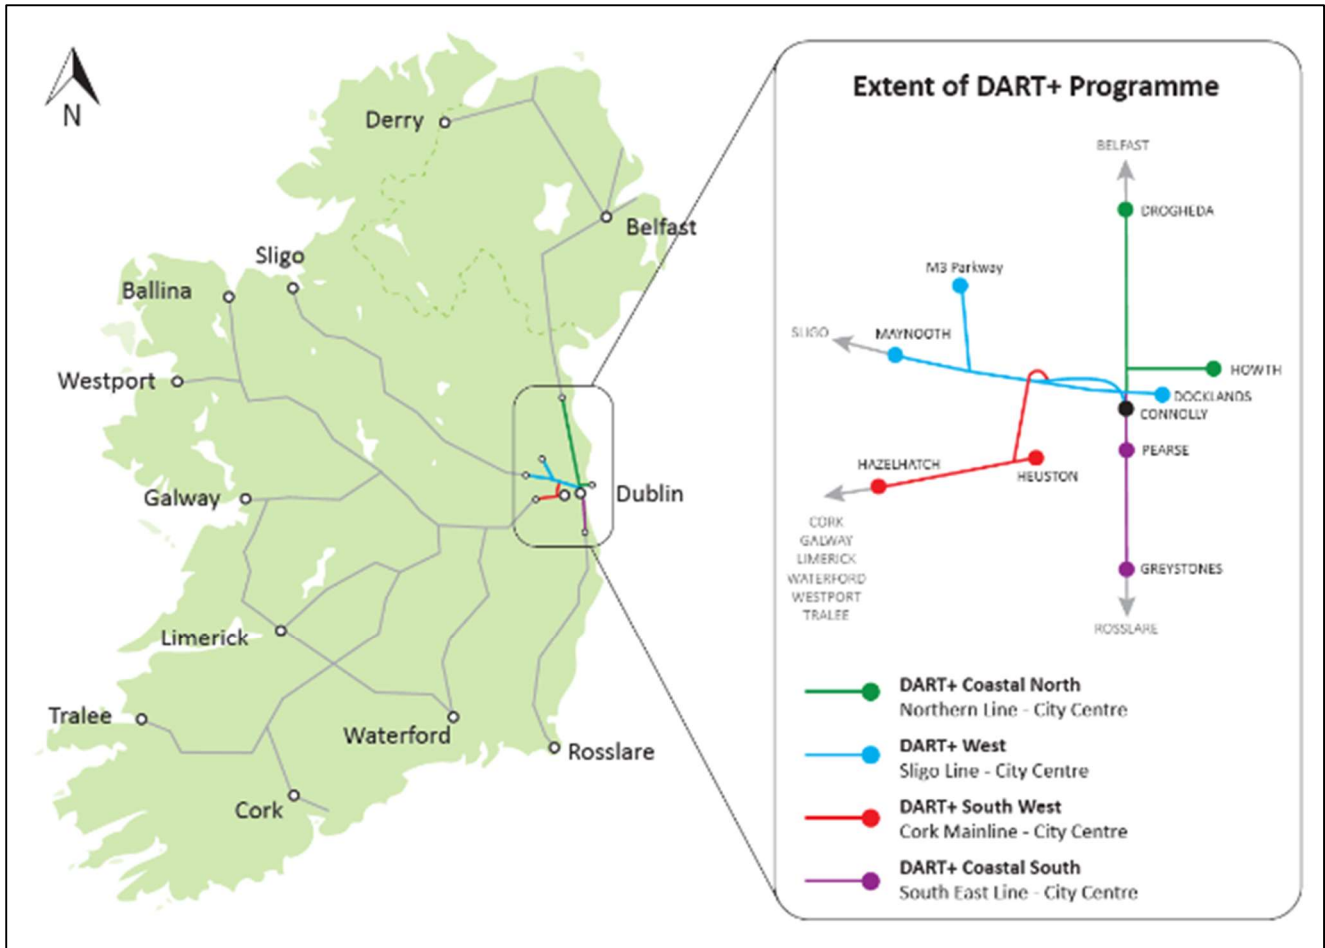 N
Derry
Belfast
Sligo
Ballina
Westport
Galway
Dublin
Limerick
Tralee
Waterford
Rosslare
Cork
Extent of DART+ Programme
BELFAST
DROGHEDA
M3 Parkway
SLIGO
MAYNOOTH
HOWTH
DOCKLANDS
CONNOLLY
PEARSE
HAZELHATCH
HEUSTON
CORK
GALWAY
LIMERICK
WATERFORD
WESTPORT
TRALEE
GREYSTONES
ROSSLARE
DART+ Coastal North
Northern Line - City Centre
DART+ West
Sligo Line - City Centre
DART+ South West
Cork Mainline - City Centre
DART+ Coastal South
South East Line - City Centre